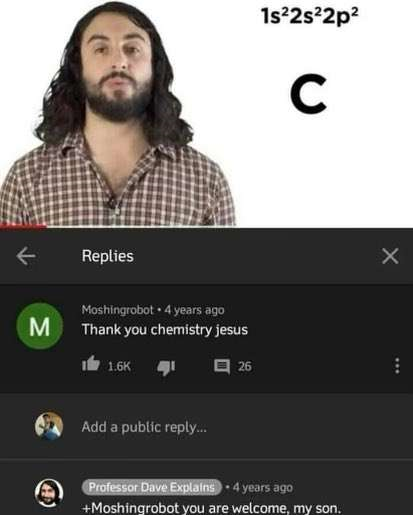 1s²2s²2p²
C
Replies
Moshingrobot • 4 years ago
Thank you chemistry jesus
1.6K 26
M
Add a public reply...
Professor Dave Explains • 4 years ago
+Moshingrobot you are welcome, my son.